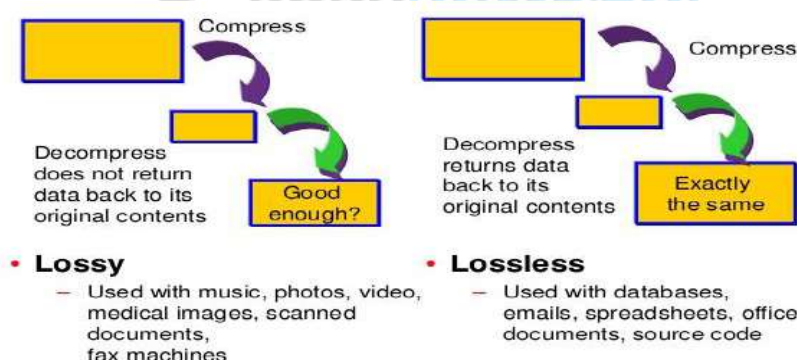 Compress
Decompress
does not return
data back to its
original contents
Good
enough?
• Lossy
– Used with music, photos, video,
medical images, scanned
documents,
fax machines
Compress
Decompress
returns data
back to its
original contents
Exactly
the same
• Lossless
– Used with databases,
emails, spreadsheets, office
documents, source code